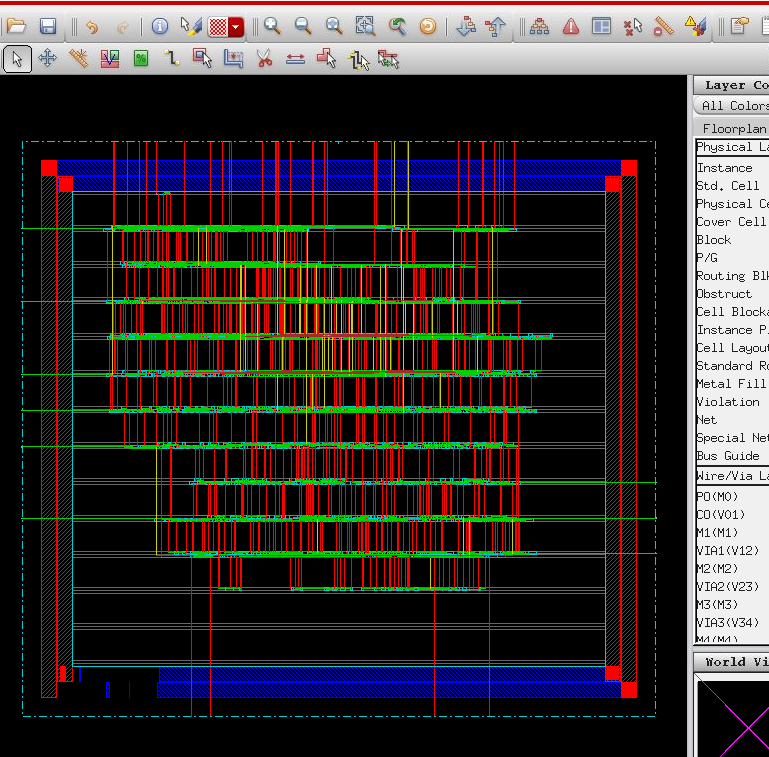 Layer Co
All Colors
Floorplan
Physical La
Instance
Std. Cell
Physical Ce
Cover Cell
Block
P/G
Routing Blk
Obstruct
Cell Blocka
Instance P
Cell Layout
Standard Ro
Metal Fill
Violation
Net
Special Net
Bus Guide
Wire/Via La
PO(M0)
CO(V01)
M1(M1)
VIA1(V12)
M2(M2)
VIA2(V23)
M3(M3)
VIA3(V34)
M4(M4)
World Vi